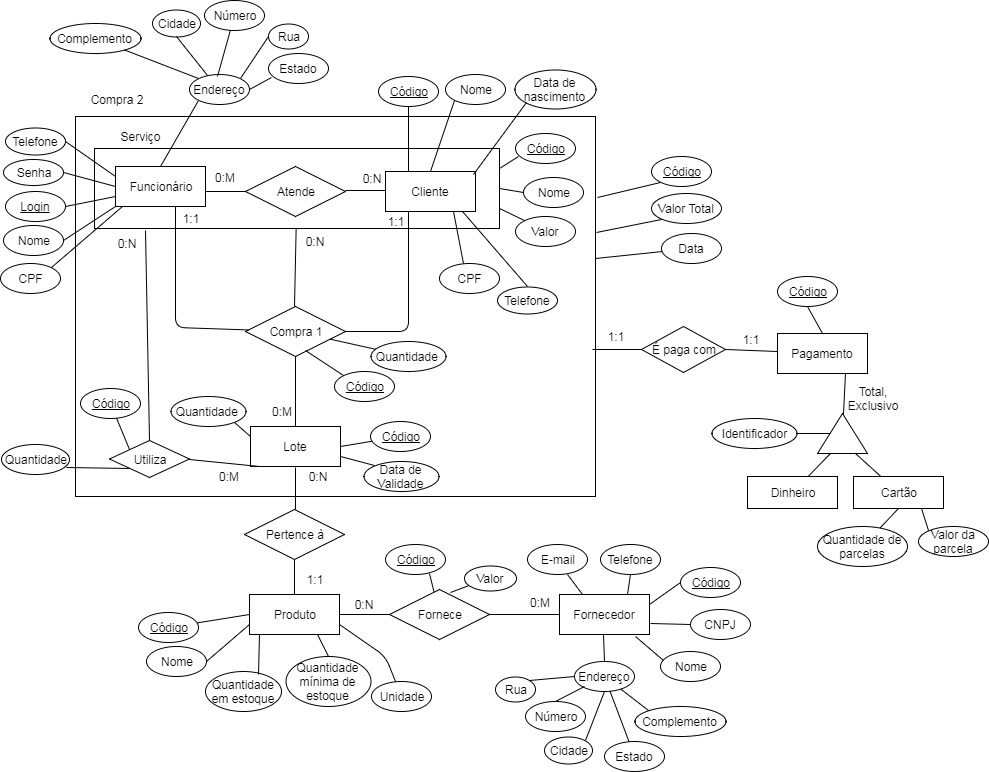 Número
Cidade
Rua
Complemento
Estado
Endereço
Código
Nome
Data de
nascimento
Compra 2
Serviço
Telefone
Código
Senha
Funcionário
0:M
Atende
0:N
Cliente
Nome
Código
Login
Valor Total
1:1
1:1
Valor
Nome
0:N
0:N
Data
CPF
CPF
Telefone
Código
Compra 1
1:1
É paga com
1:1
Pagamento
Quantidade
Código
Total,
Exclusivo
Código
Quantidade
0:M
Identificador
Código
Lote
Quantidade
Utiliza
0:M
0:N
Data de
Validade
Dinheiro
Cartão
Pertence à
Quantidade de
parcelas
Valor da
parcela
Código
E-mail
Telefone
1:1
Valor
Código
0:N
0:M
Produto
Fornece
Fornecedor
Código
CNPJ
Nome
Quantidade
mínima de
estoque
Nome
Endereço
Quantidade
em estoque
Unidade
Rua
Número
Complemento
Cidade
Estado